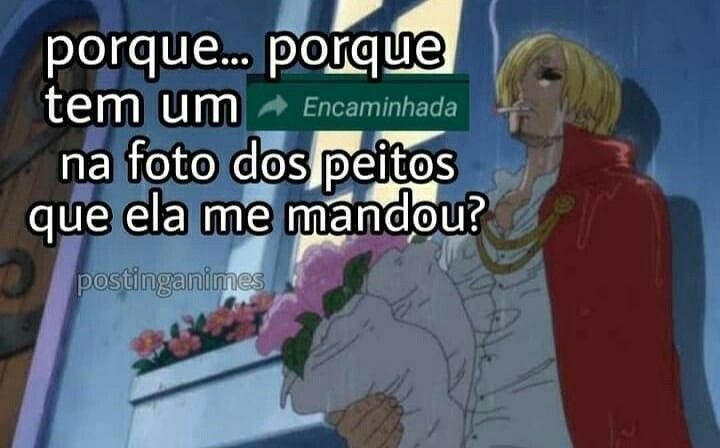 porque... porque
tem um Encaminhada
na foto dos peitos
que ela me mandou?
postinganimes